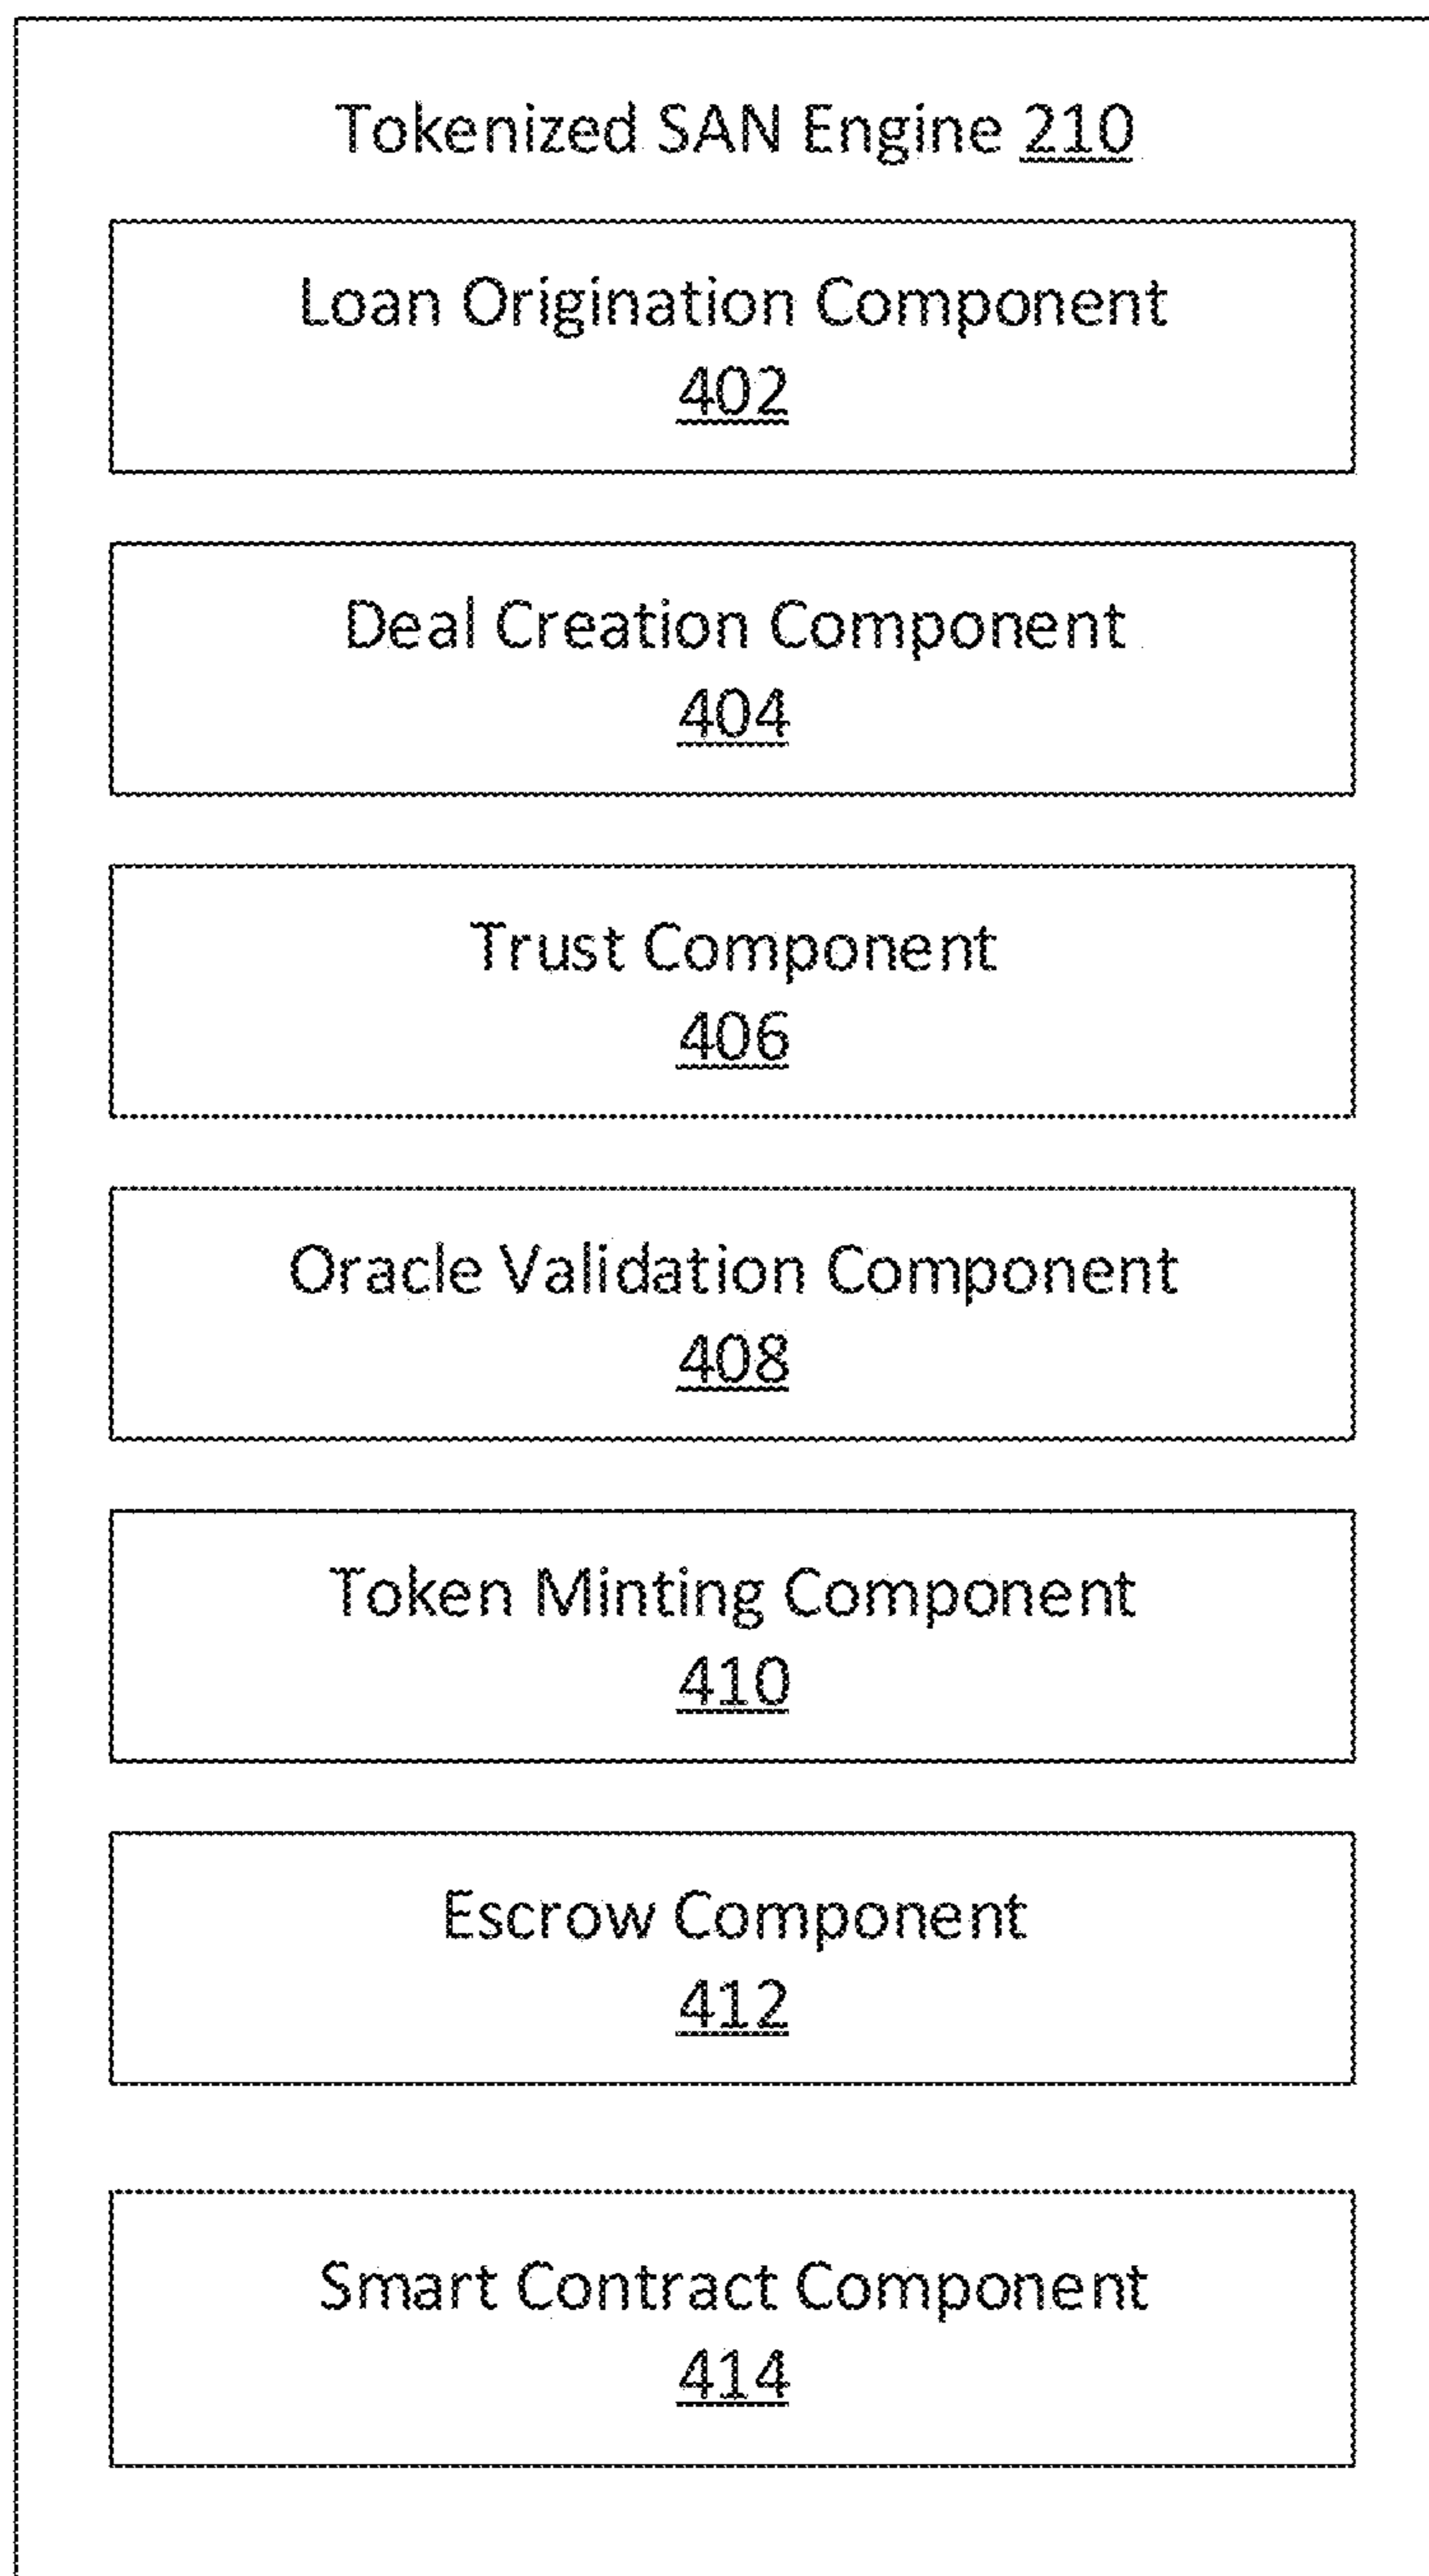 Tokenized SAN Engine 210
Loan Origination Component
402
Deal Creation Component
404
Trust Component
406
Oracle Validation Component
408
Token Minting Component
410
Escrow Component
412
Smart Contract Component
414